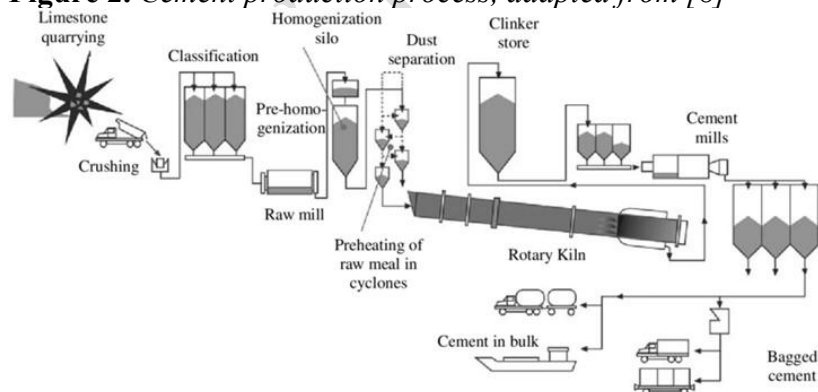 Figure 2. Cement production process, adapted from [6]
Limestone
quarrying
Homogenization
silo
Clinker
store
Classification
Dust
separation
Pre-homo-
genization
Cement
mills
Crushing
Raw mill
Preheating of
raw meal in
cyclones
Rotary Kiln
Cement in bulk
Bagged
cement